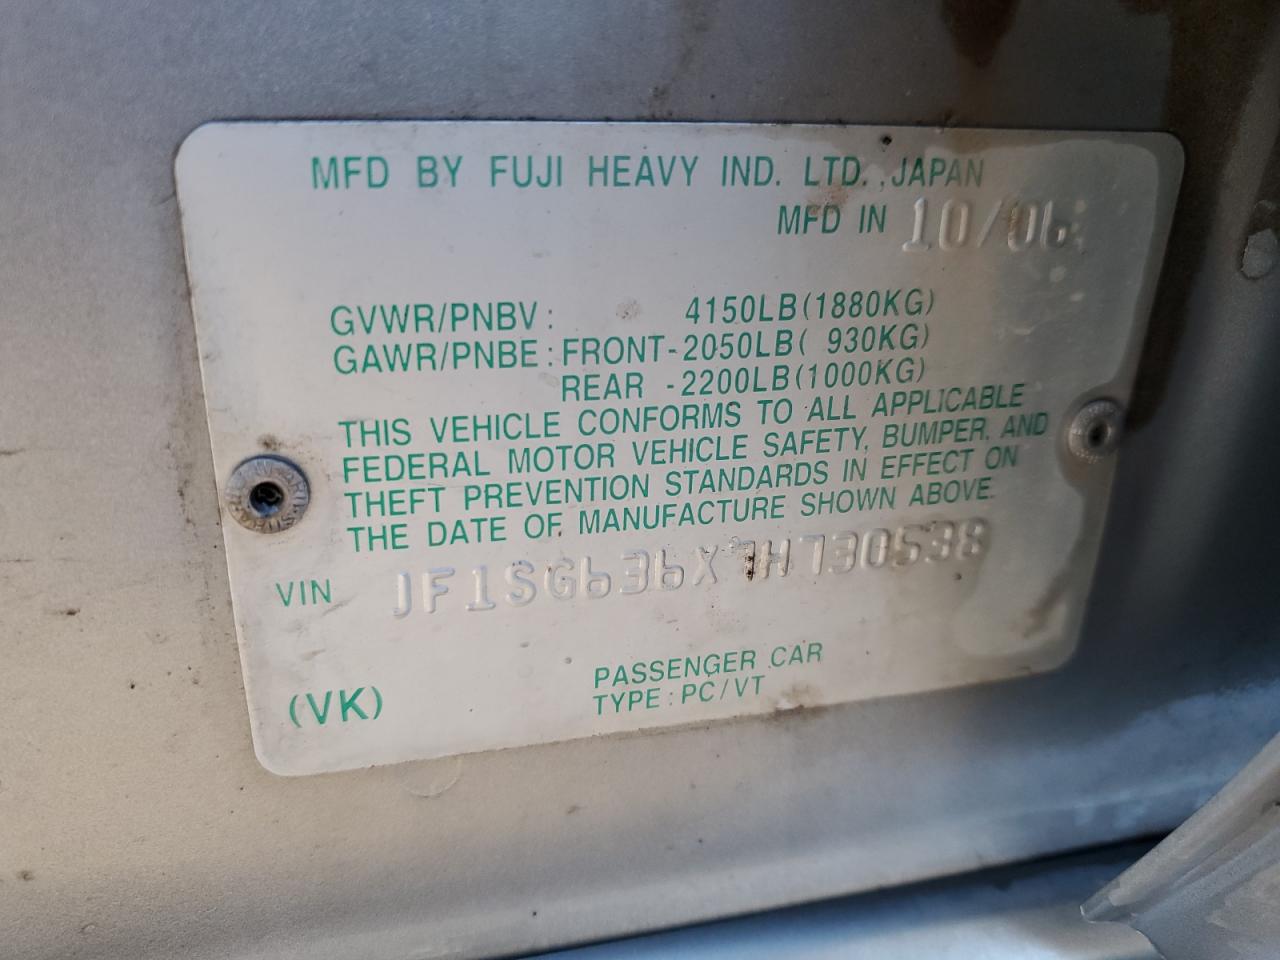 MFD BY FUJI HEAVY IND. LTD., JAPAN
MFD IN 10/06
GVWR/PNBV: 4150LB(1880KG)
GAWR/PNBE: FRONT-2050LB( 930KG)
REAR -2200LB(1000KG)
THIS VEHICLE CONFORMS TO ALL APPLICABLE
FEDERAL MOTOR VEHICLE SAFETY, BUMPER, AND
THEFT PREVENTION STANDARDS IN EFFECT ON
THE DATE OF MANUFACTURE SHOWN ABOVE.
VIN JF1SG636X7H730538
PASSENGER CAR
(VK) TYPE : PC/VT